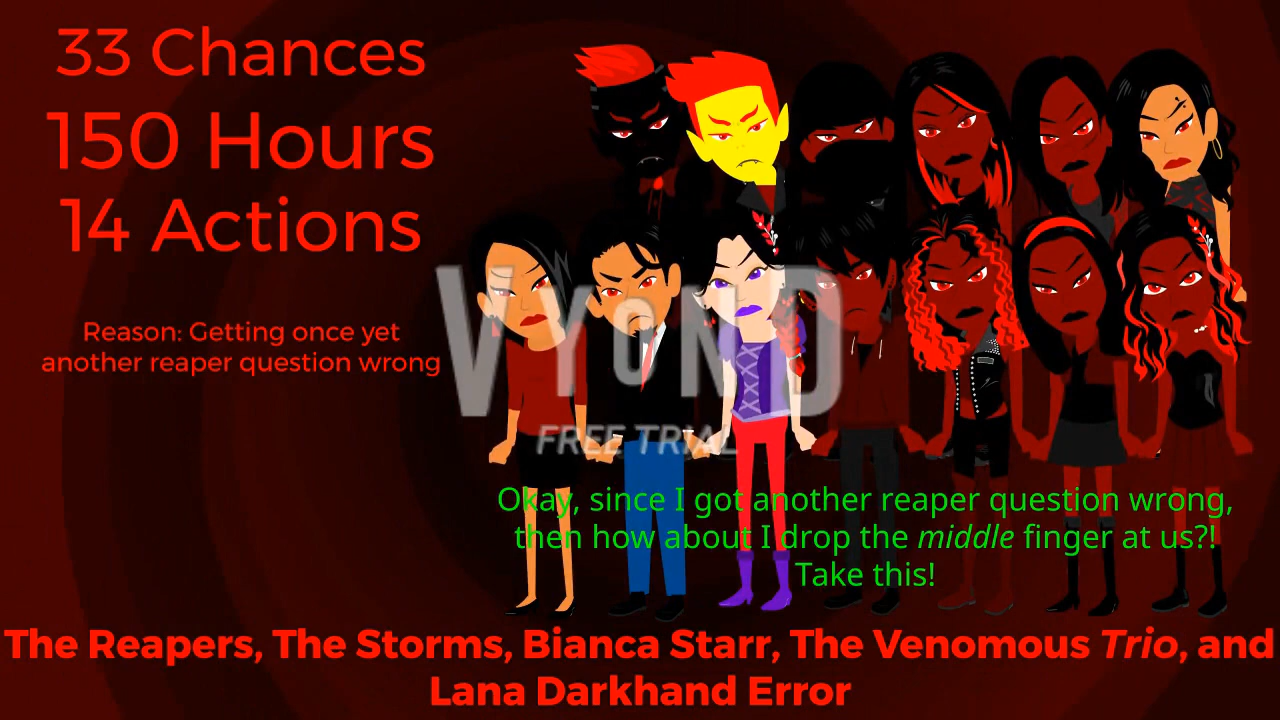 33 Chances
150 Hours
14 Actions
Reason: Getting once yet
another reaper question wrong
VYOND
FREE TRIAL
Okay, since I got another reaper question wrong,
then how about I drop the middle finger at us?!
Take this!
The Reapers, The Storms, Bianca Starr, The Venomous Trio, and
Lana Darkhand Error